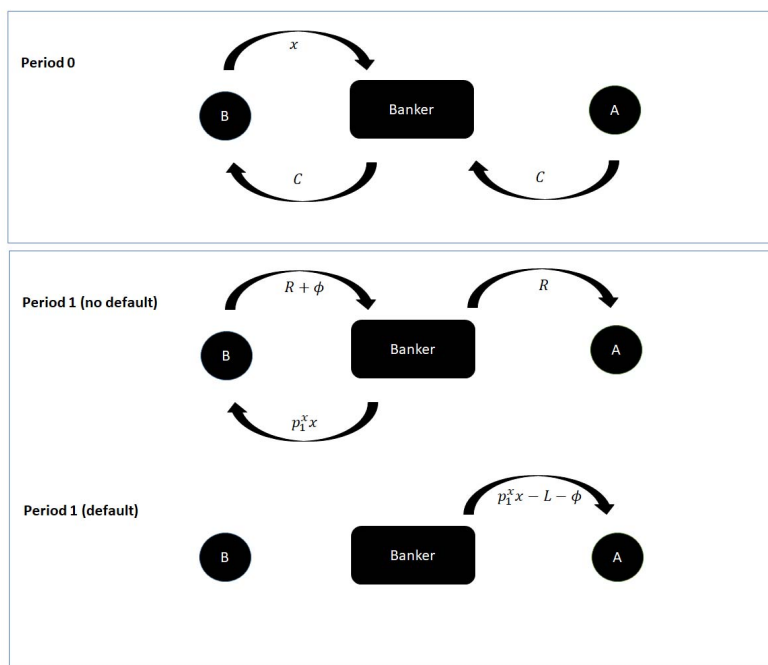 Period 0
x
B
Banker
A
C
C
Period 1 (no default)
R + ϕ
R
B
Banker
A
p₁ˣx
Period 1 (default)
p₁ˣx − L − ϕ
B
Banker
A